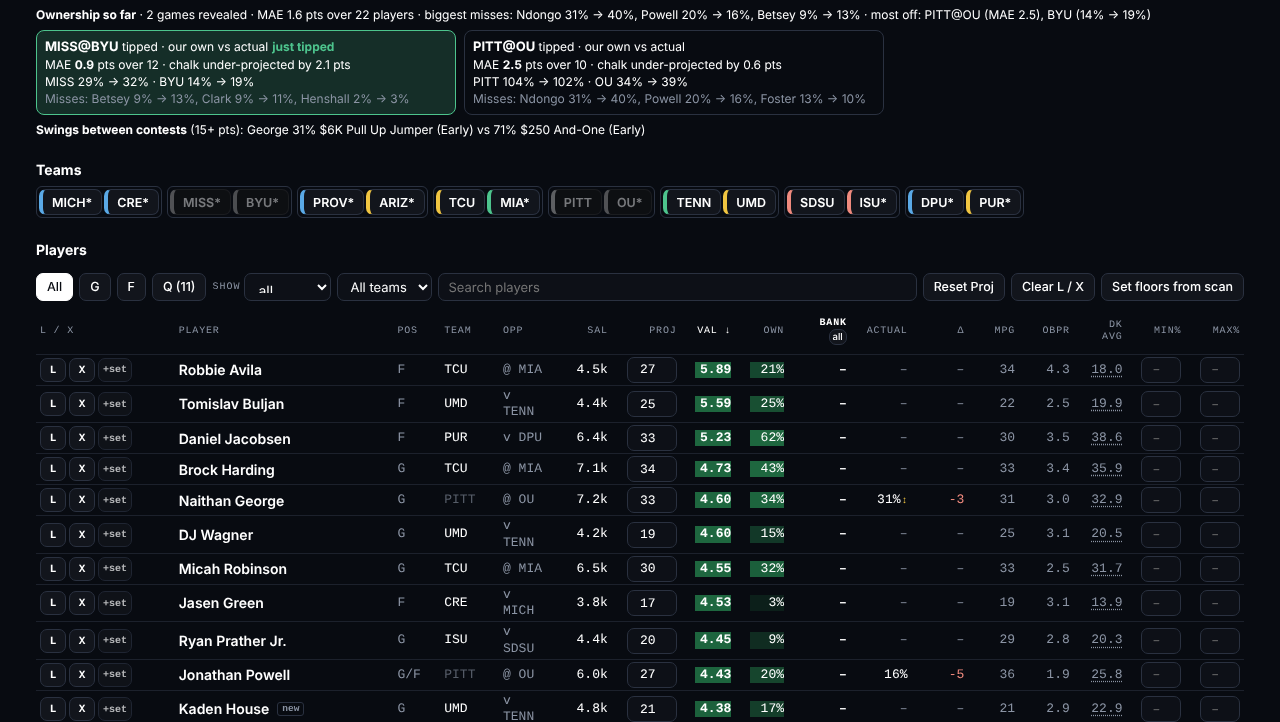 Ownership so far · 2 games revealed · MAE 1.6 pts over 22 players · biggest misses: Ndongo 31% → 40%, Powell 20% → 16%, Betsey 9% → 13% · most off: PITT@OU (MAE 2.5), BYU (14% → 19%)
MISS@BYU tipped · our own vs actual just tipped
MAE 0.9 pts over 12 · chalk under-projected by 2.1 pts
MISS 29% → 32% · BYU 14% → 19%
Misses: Betsey 9% → 13%, Clark 9% → 11%, Henshall 2% → 3%
PITT@OU tipped · our own vs actual
MAE 2.5 pts over 10 · chalk under-projected by 0.6 pts
PITT 104% → 102% · OU 34% → 39%
Misses: Ndongo 31% → 40%, Powell 20% → 16%, Foster 13% → 10%
Swings between contests (15+ pts): George 31% $6K Pull Up Jumper (Early) vs 71% $250 And-One (Early)
Teams
MICH* CRE* MISS* BYU* PROV* ARIZ* TCU MIA* PITT OU* TENN UMD SDSU ISU* DPU* PUR*
Players
All G F Q (11) SHOW all All teams Search players Reset Proj Clear L / X Set floors from scan
L / X PLAYER POS TEAM OPP SAL PROJ VAL ↓ OWN BANK all ACTUAL Δ MPG OBPR DK AVG MIN% MAX%
L X +set Robbie Avila F TCU @ MIA 4.5k 27 5.89 21% – – – 34 4.3 18.0 – –
L X +set Tomislav Buljan F UMD v TENN 4.4k 25 5.59 25% – – – 22 2.5 19.9 – –
L X +set Daniel Jacobsen F PUR v DPU 6.4k 33 5.23 62% – – – 30 3.5 38.6 – –
L X +set Brock Harding G TCU @ MIA 7.1k 34 4.73 43% – – – 33 3.4 35.9 – –
L X +set Naithan George G PITT @ OU 7.2k 33 4.60 34% – 31%↕ -3 31 3.0 32.9 – –
L X +set DJ Wagner G UMD v TENN 4.2k 19 4.60 15% – – – 25 3.1 20.5 – –
L X +set Micah Robinson G TCU @ MIA 6.5k 30 4.55 32% – – – 33 2.5 31.7 – –
L X +set Jasen Green F CRE v MICH 3.8k 17 4.53 3% – – – 19 3.1 13.9 – –
L X +set Ryan Prather Jr. G ISU v SDSU 4.4k 20 4.45 9% – – – 29 2.8 20.3 – –
L X +set Jonathan Powell G/F PITT @ OU 6.0k 27 4.43 20% – 16% -5 36 1.9 25.8 – –
L X +set Kaden House new G UMD v TENN 4.8k 21 4.38 17% – – – 21 2.9 22.9 – –